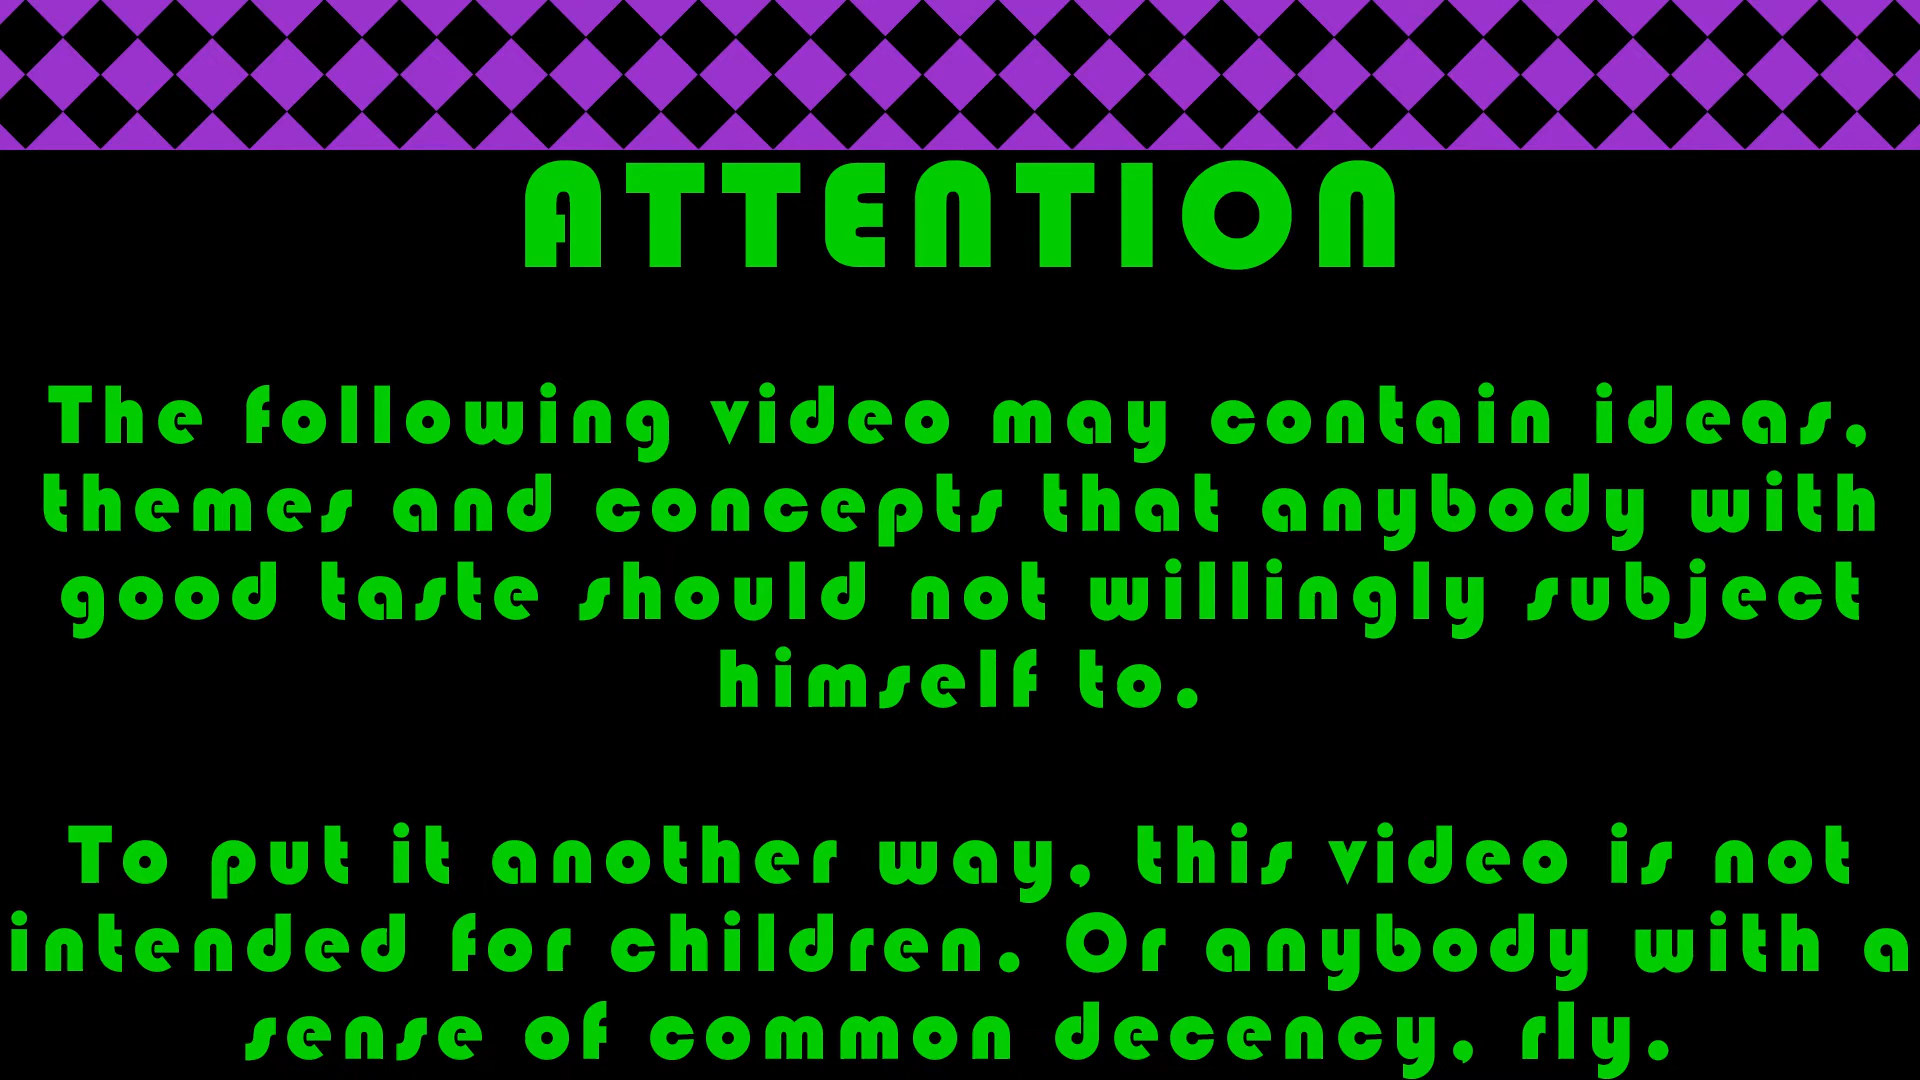 ATTENTION
The following video may contain ideas,
themes and concepts that anybody with
good taste should not willingly subject
himself to.
To put it another way, this video is not
intended for children. Or anybody with a
sense of common decency, rly.